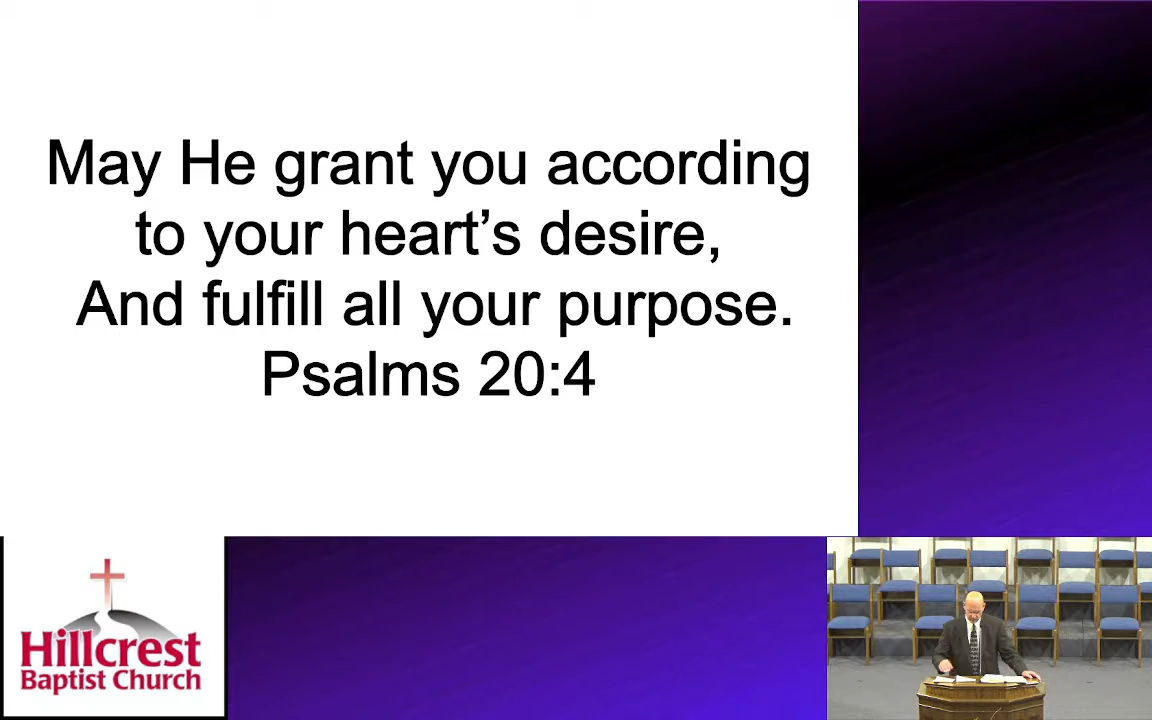 May He grant you according
to your heart’s desire,
And fulfill all your purpose.
Psalms 20:4
Hillcrest
Baptist Church